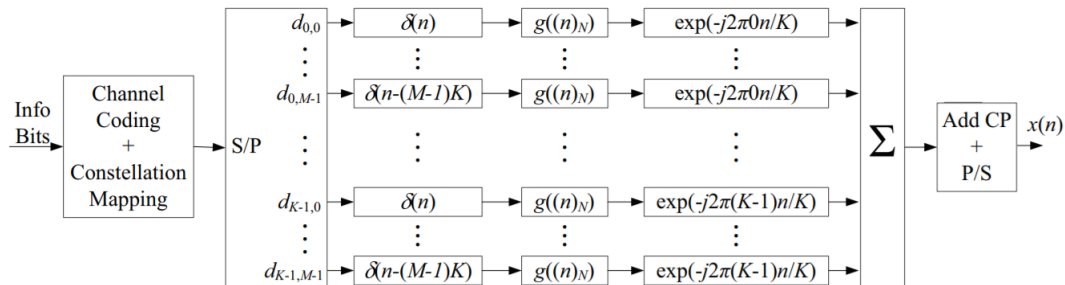 Info
Bits
Channel
Coding
+
Constellation
Mapping
S/P
d0,0 δ(n) g((n)N) exp(-j2π0n/K)
d0,M-1 δ(n-(M-1)K) g((n)N) exp(-j2π0n/K)
dK-1,0 δ(n) g((n)N) exp(-j2π(K-1)n/K)
dK-1,M-1 δ(n-(M-1)K) g((n)N) exp(-j2π(K-1)n/K)
Σ
Add CP
+
P/S
x(n)